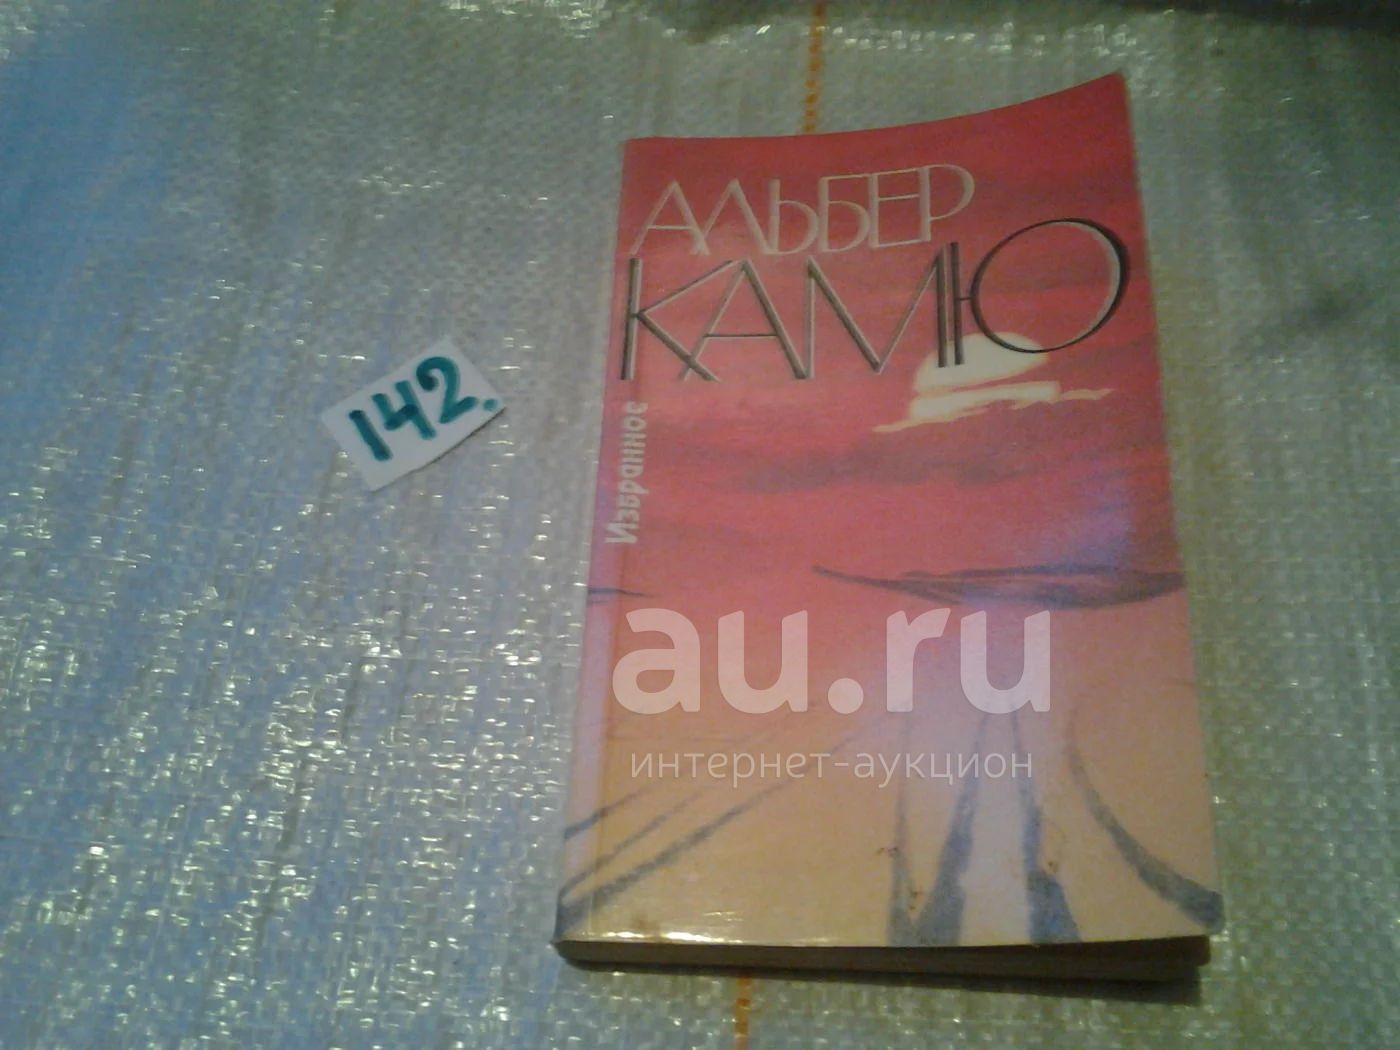 АЛЬБЕР
КАМЮ
Избранное
142.
au.ru
интернет-аукцион